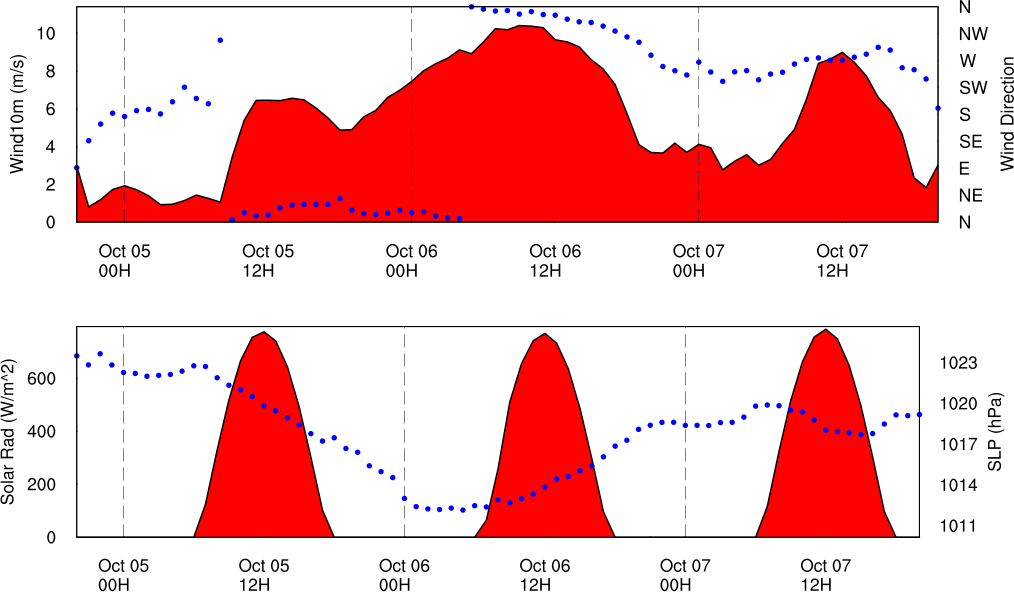 N
10
NW
8
W
SW
6
S
4
SE
E
2
NE
0
N
Wind10m (m/s)
Wind Direction
Oct 05
00H
Oct 05
12H
Oct 06
00H
Oct 06
12H
Oct 07
00H
Oct 07
12H
1023
600
1020
400
1017
200
1014
1011
0
Solar Rad (W/m^2)
SLP (hPa)
Oct 05
00H
Oct 05
12H
Oct 06
00H
Oct 06
12H
Oct 07
00H
Oct 07
12H